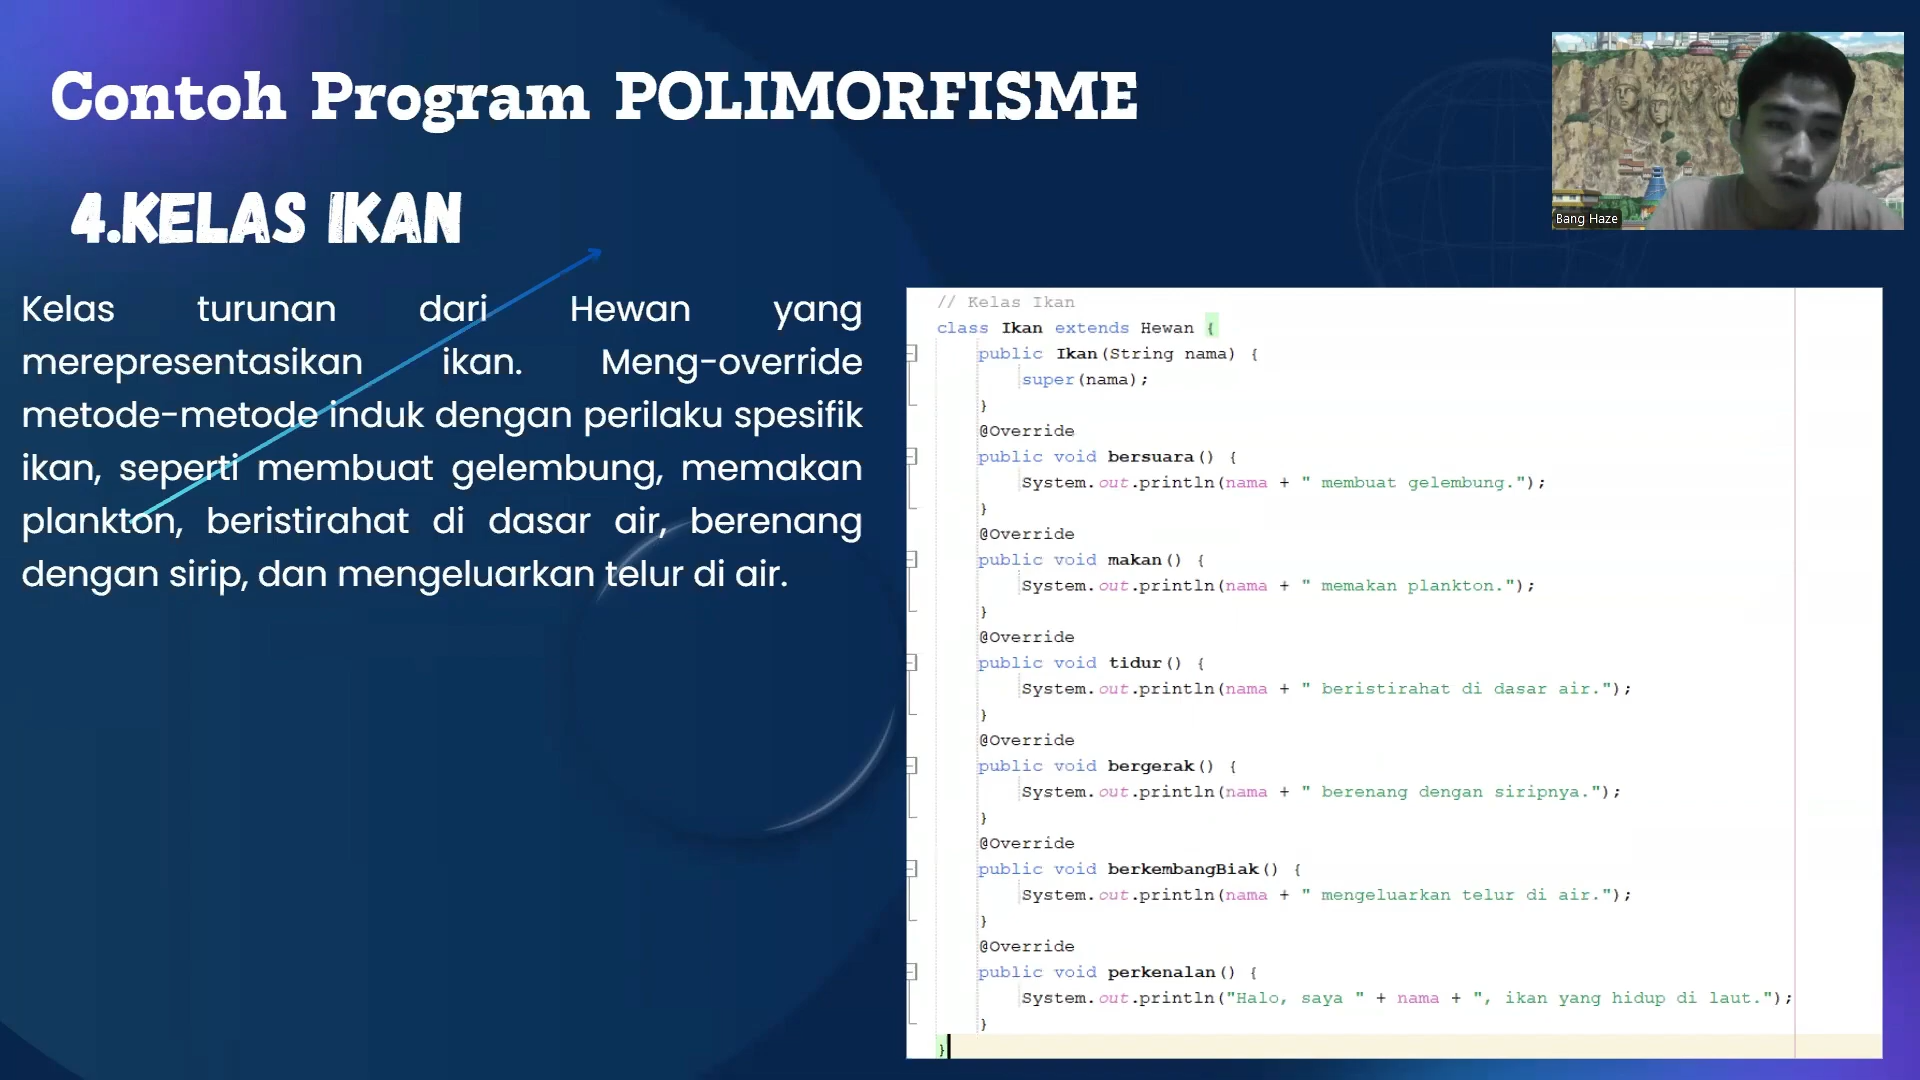 Contoh Program POLIMORFISME
4.KELAS IKAN
Kelas turunan dari Hewan yang
merepresentasikan ikan. Meng-override
metode-metode induk dengan perilaku spesifik
ikan, seperti membuat gelembung, memakan
plankton, beristirahat di dasar air, berenang
dengan sirip, dan mengeluarkan telur di air.
Bang Haze
// Kelas Ikan
class Ikan extends Hewan {
public Ikan(String nama) {
super(nama);
}
@Override
public void bersuara() {
System.out.println(nama + " membuat gelembung.");
}
@Override
public void makan() {
System.out.println(nama + " memakan plankton.");
}
@Override
public void tidur() {
System.out.println(nama + " beristirahat di dasar air.");
}
@Override
public void bergerak() {
System.out.println(nama + " berenang dengan siripnya.");
}
@Override
public void berkembangBiak() {
System.out.println(nama + " mengeluarkan telur di air.");
}
@Override
public void perkenalan() {
System.out.println("Halo, saya " + nama + ", ikan yang hidup di laut.");
}
}